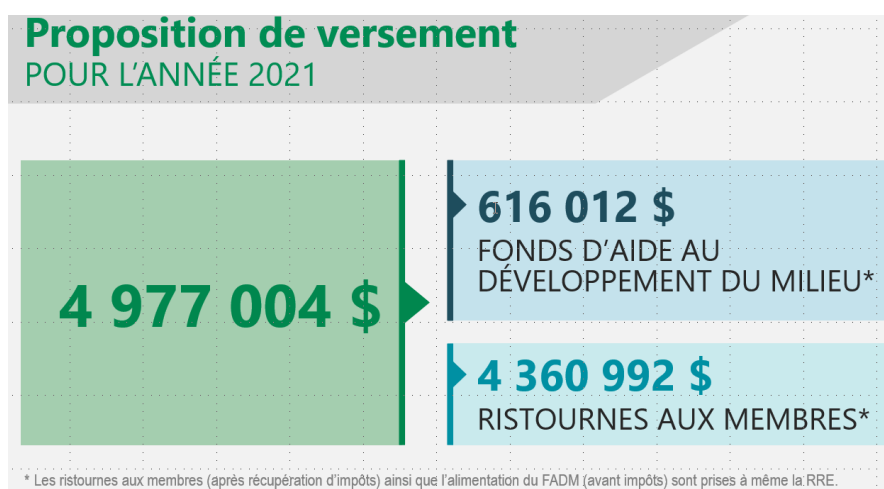 Proposition de versement
POUR L'ANNÉE 2021
4 977 004 $
616 012 $
FONDS D'AIDE AU
DÉVELOPPEMENT DU MILIEU*
4 360 992 $
RISTOURNES AUX MEMBRES*
* Les ristournes aux membres (après récupération d'impôts) ainsi que l'alimentation du FADM (avant impôts) sont prises à même la RRE.